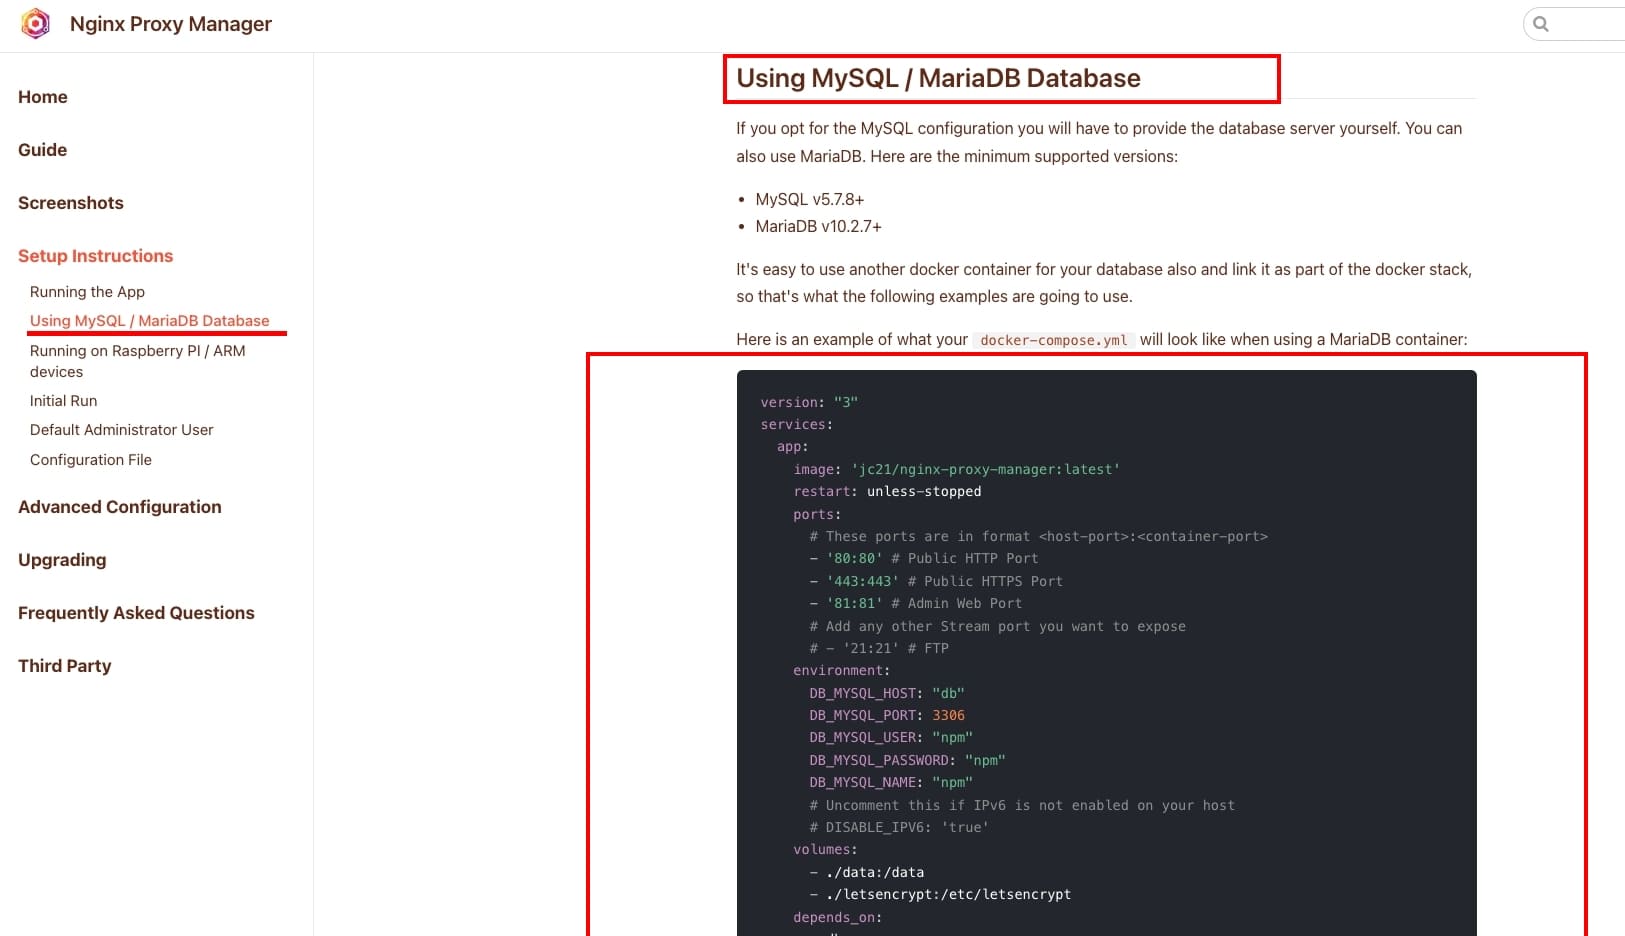 Nginx Proxy Manager
Home
Guide
Screenshots
Setup Instructions
Running the App
Using MySQL / MariaDB Database
Running on Raspberry PI / ARM
devices
Initial Run
Default Administrator User
Configuration File
Advanced Configuration
Upgrading
Frequently Asked Questions
Third Party
Using MySQL / MariaDB Database
If you opt for the MySQL configuration you will have to provide the database server yourself. You can
also use MariaDB. Here are the minimum supported versions:
• MySQL v5.7.8+
• MariaDB v10.2.7+
It's easy to use another docker container for your database also and link it as part of the docker stack,
so that's what the following examples are going to use.
Here is an example of what your docker-compose.yml will look like when using a MariaDB container:
version: "3"
services:
  app:
    image: 'jc21/nginx-proxy-manager:latest'
    restart: unless-stopped
    ports:
      # These ports are in format <host-port>:<container-port>
      - '80:80' # Public HTTP Port
      - '443:443' # Public HTTPS Port
      - '81:81' # Admin Web Port
      # Add any other Stream port you want to expose
      # - '21:21' # FTP
    environment:
      DB_MYSQL_HOST: "db"
      DB_MYSQL_PORT: 3306
      DB_MYSQL_USER: "npm"
      DB_MYSQL_PASSWORD: "npm"
      DB_MYSQL_NAME: "npm"
      # Uncomment this if IPv6 is not enabled on your host
      # DISABLE_IPV6: 'true'
    volumes:
      - ./data:/data
      - ./letsencrypt:/etc/letsencrypt
    depends_on: